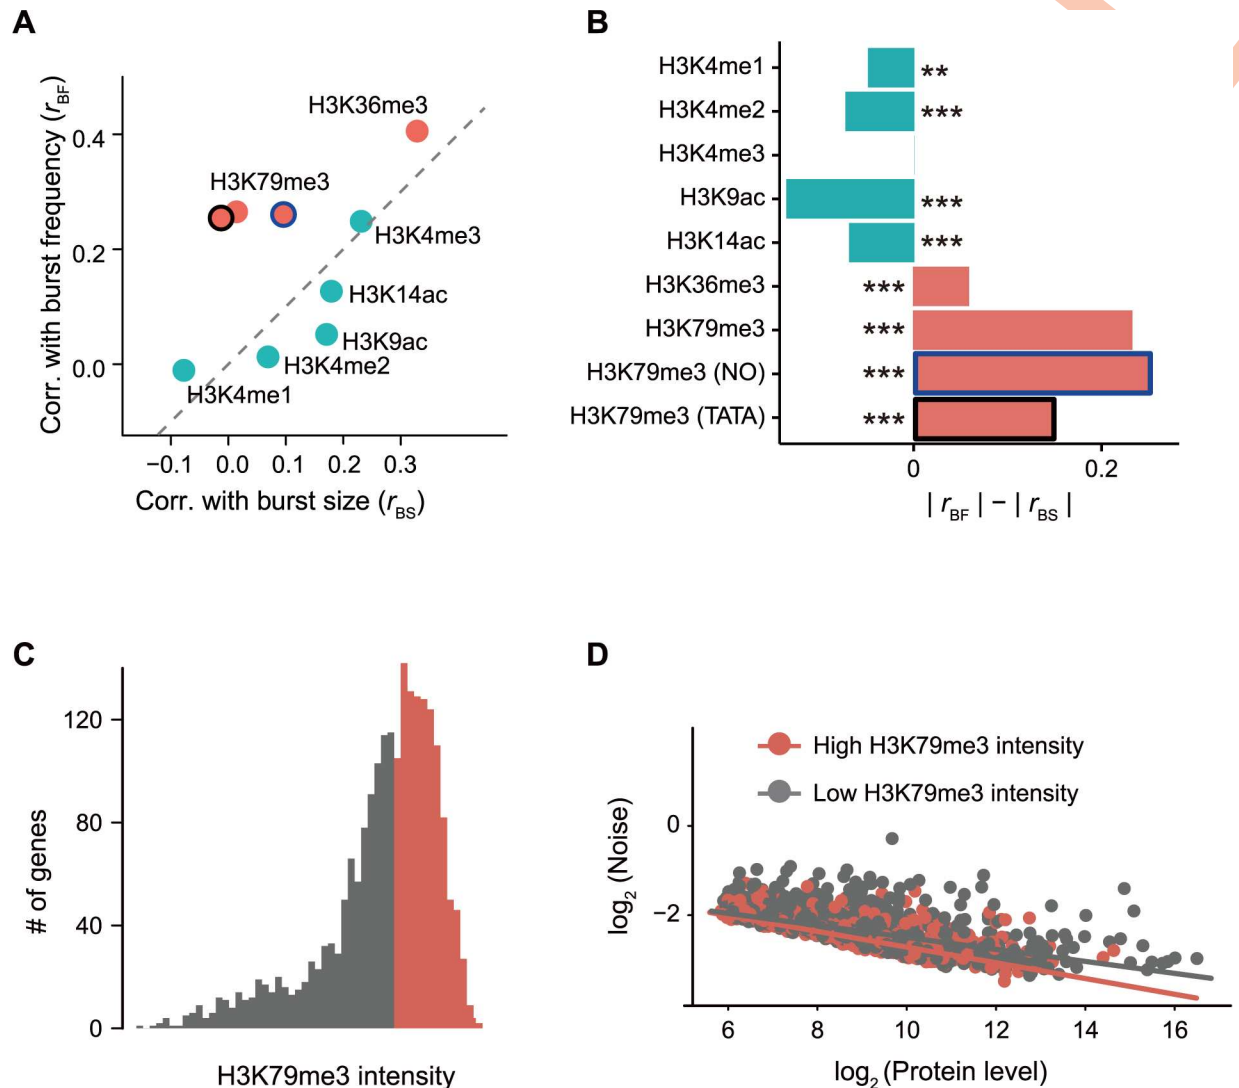 A
Corr. with burst frequency (rBF)
0.4
0.2
0.0
H3K36me3
H3K79me3
H3K4me3
H3K14ac
H3K9ac
H3K4me2
H3K4me1
−0.1 0.0 0.1 0.2 0.3
Corr. with burst size (rBS)
B
H3K4me1 **
H3K4me2 ***
H3K4me3
H3K9ac ***
H3K14ac ***
H3K36me3 ***
H3K79me3 ***
H3K79me3 (NO) ***
H3K79me3 (TATA) ***
0 0.2
| rBF | − | rBS |
C
# of genes
120
80
40
0
H3K79me3 intensity
D
High H3K79me3 intensity
Low H3K79me3 intensity
log2 (Noise)
0
−2
6 8 10 12 14 16
log2 (Protein level)